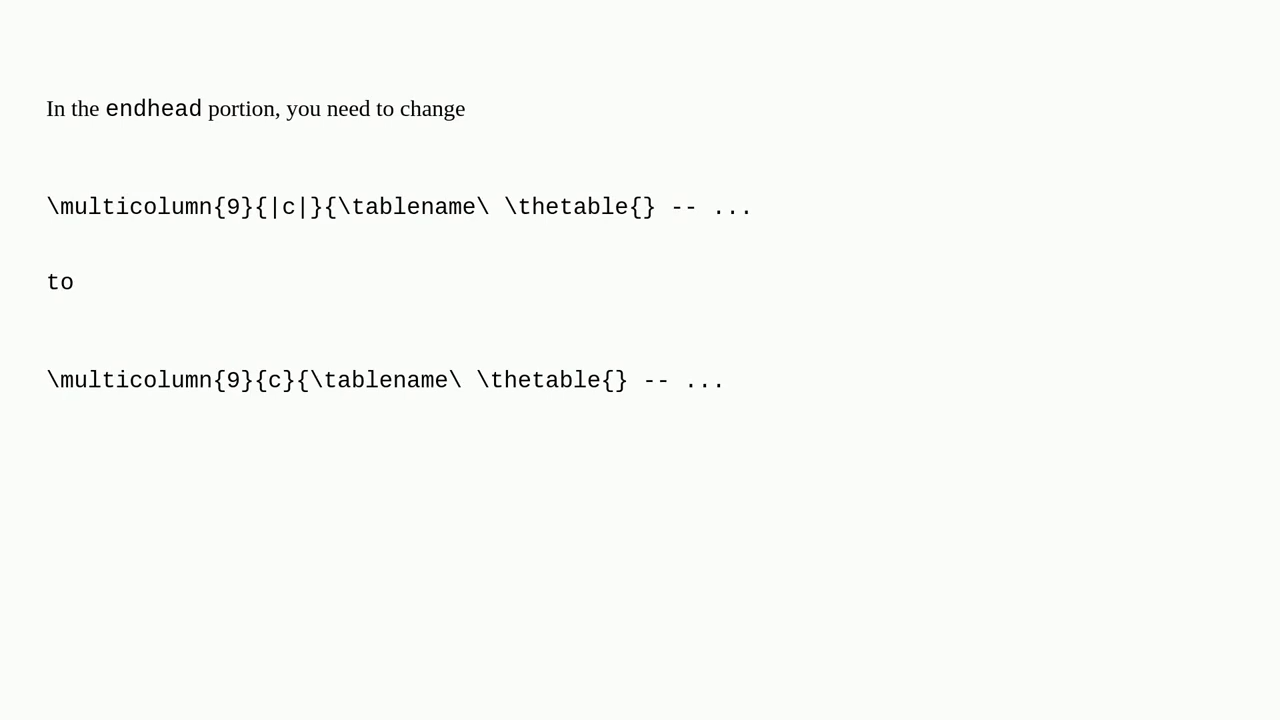 In the endhead portion, you need to change
\multicolumn{9}{|c|}{\tablename\ \thetable{} -- ...
to
\multicolumn{9}{c}{\tablename\ \thetable{} -- ...